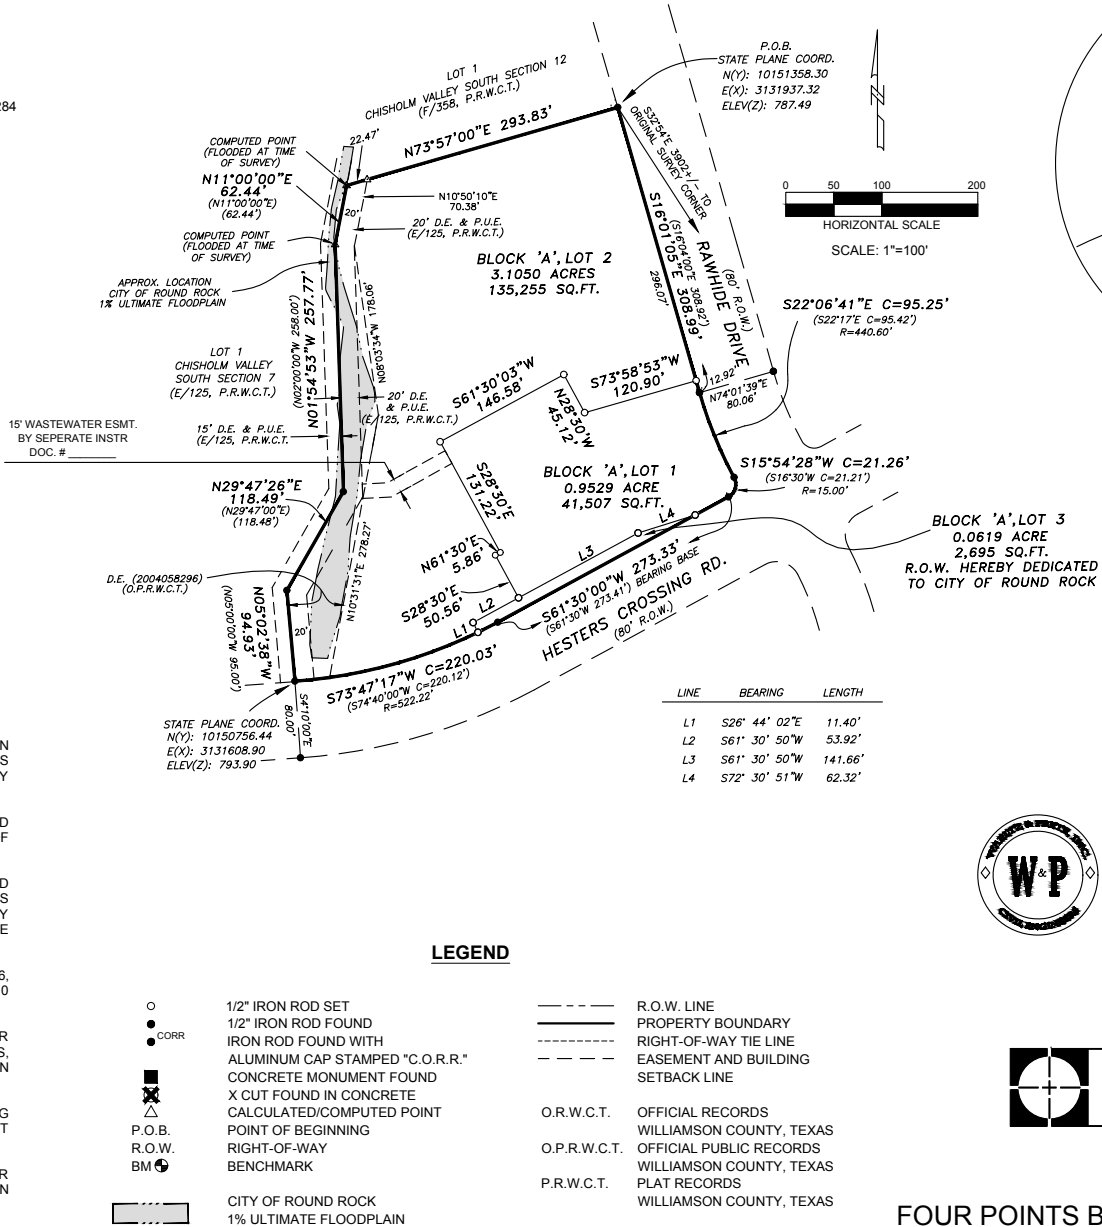 284
LOT 1
CHISHOLM VALLEY SOUTH SECTION 12
(F/358, P.R.W.C.T.)
P.O.B.
STATE PLANE COORD.
N(Y): 10151358.30
E(X): 3131937.32
ELEV(Z): 787.49
N
0 50 100 200
HORIZONTAL SCALE
SCALE: 1"=100'
N73°57'00"E 293.83'
22.47'
COMPUTED POINT
(FLOODED AT TIME
OF SURVEY)
N11°00'00"E
62.44'
(N11°00'00"E)
(62.44')
20'
COMPUTED POINT
(FLOODED AT TIME
OF SURVEY)
N10°50'10"E
70.38'
20' D.E. & P.U.E.
(E/125, P.R.W.C.T.)
S32°54'E 3902+/- TO
ORIGINAL SURVEY CORNER
APPROX. LOCATION
CITY OF ROUND ROCK
1% ULTIMATE FLOODPLAIN
BLOCK 'A', LOT 2
3.1050 ACRES
135,255 SQ.FT.
S16°01'05"E 308.99'
(S16°04'00"E 308.92')
296.07'
RAWHIDE DRIVE
(80' R.O.W.)
S22°06'41"E C=95.25'
(S22°17'E C=95.42')
R=440.60'
LOT 1
CHISHOLM VALLEY
SOUTH SECTION 7
(E/125, P.R.W.C.T.)
N01°54'53"W 257.77'
(N02°00'00"W 258.00')
N08°03'34"W 178.06'
20' D.E.
& P.U.E.
(E/125, P.R.W.C.T.)
15' D.E. & P.U.E.
(E/125, P.R.W.C.T.
S61°30'03"W
146.58'
N28°30'W
45.12'
S73°58'53"W
120.90'
12.92'
N74°01'39"E
80.06'
15' WASTEWATER ESMT.
BY SEPERATE INSTR
DOC. # ______
S28°30'E
131.22'
BLOCK 'A', LOT 1
0.9529 ACRE
41,507 SQ.FT.
S15°54'28"W C=21.26'
(S16°30'W C=21.21')
R=15.00'
N29°47'26"E
118.49'
(N29°47'00"E)
(118.48')
N10°31'31"E 278.27'
L4
L3
BLOCK 'A', LOT 3
0.0619 ACRE
2,695 SQ.FT.
R.O.W. HEREBY DEDICATED
TO CITY OF ROUND ROCK
D.E. (2004058296)
(O.P.R.W.C.T.)
N61°30'E
5.86'
S28°30'E
50.56'
L2
L1
S61°30'00"W 273.33'
(S61°30'W 273.41') BEARING BASE
HESTERS CROSSING RD.
(80' R.O.W.)
N05°02'38"W
94.93'
(N05°00'00"W 95.00')
20'
S73°47'17"W C=220.03'
(S74°40'00"W C=220.12')
R=522.22'
S4°10'00"E
80.00'
STATE PLANE COORD.
N(Y): 10150756.44
E(X): 3131608.90
ELEV(Z): 793.90
LINE BEARING LENGTH
L1 S26° 44' 02"E 11.40'
L2 S61° 30' 50"W 53.92'
L3 S61° 30' 50"W 141.66'
L4 S72° 30' 51"W 62.32'
N
S
Y
D
F
D
S
Y
E
6,
0
R
S,
N
G
T
R
N
W&P
CIVIL ENGINEERS
LEGEND
1/2" IRON ROD SET
1/2" IRON ROD FOUND
CORR IRON ROD FOUND WITH
ALUMINUM CAP STAMPED "C.O.R.R."
CONCRETE MONUMENT FOUND
X CUT FOUND IN CONCRETE
CALCULATED/COMPUTED POINT
P.O.B. POINT OF BEGINNING
R.O.W. RIGHT-OF-WAY
BM BENCHMARK
CITY OF ROUND ROCK
1% ULTIMATE FLOODPLAIN
R.O.W. LINE
PROPERTY BOUNDARY
RIGHT-OF-WAY TIE LINE
EASEMENT AND BUILDING
SETBACK LINE
O.R.W.C.T. OFFICIAL RECORDS
WILLIAMSON COUNTY, TEXAS
O.P.R.W.C.T. OFFICIAL PUBLIC RECORDS
WILLIAMSON COUNTY, TEXAS
P.R.W.C.T. PLAT RECORDS
WILLIAMSON COUNTY, TEXAS
FOUR POINTS B